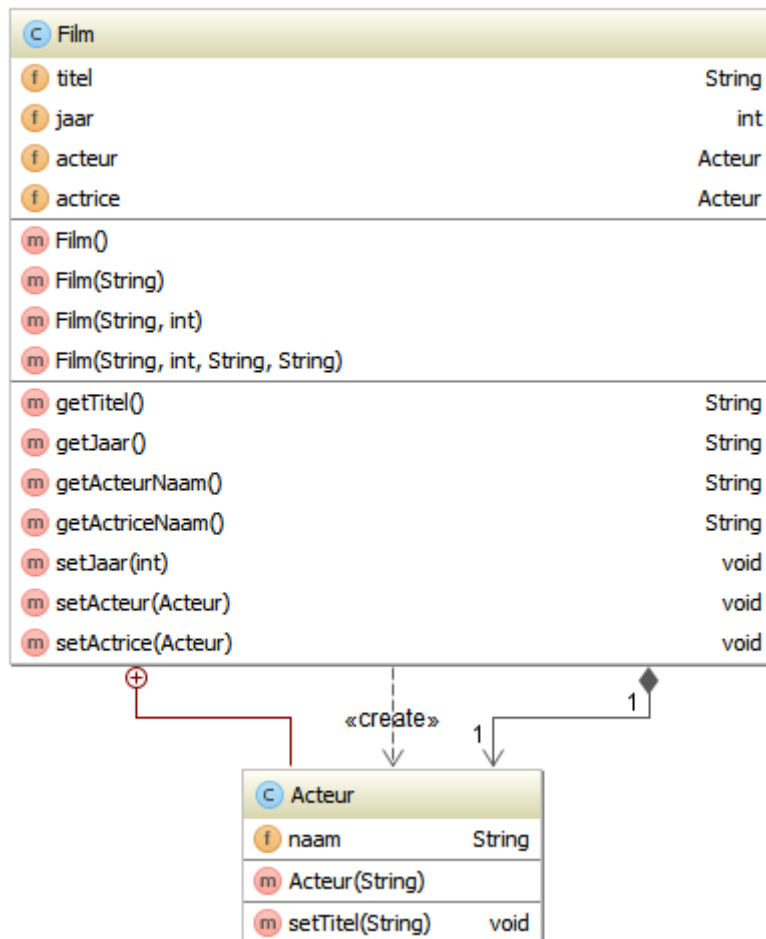 C Film
f titel String
f jaar int
f acteur Acteur
f actrice Acteur
m Film()
m Film(String)
m Film(String, int)
m Film(String, int, String, String)
m getTitel() String
m getJaar() String
m getActeurNaam() String
m getActriceNaam() String
m setJaar(int) void
m setActeur(Acteur) void
m setActrice(Acteur) void
1
«create»
1
C Acteur
f naam String
m Acteur(String)
m setTitel(String) void